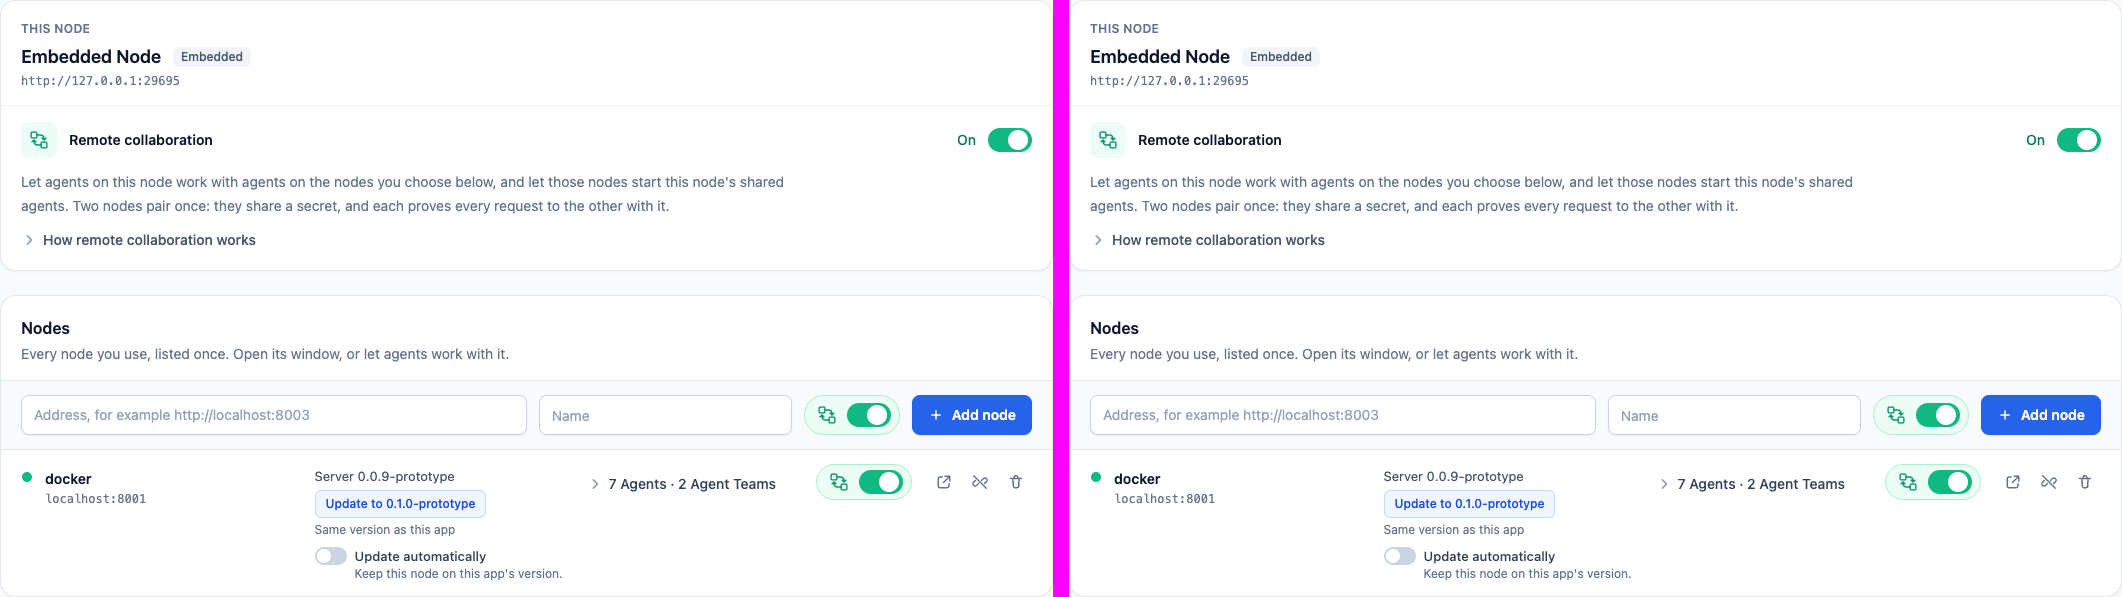 THIS NODE
Embedded Node Embedded
http://127.0.0.1:29695
Remote collaboration On
Let agents on this node work with agents on the nodes you choose below, and let those nodes start this node's shared
agents. Two nodes pair once: they share a secret, and each proves every request to the other with it.
How remote collaboration works
Nodes
Every node you use, listed once. Open its window, or let agents work with it.
Address, for example http://localhost:8003 Name + Add node
docker
localhost:8001
Server 0.0.9-prototype
Update to 0.1.0-prototype
Same version as this app
Update automatically
Keep this node on this app's version.
7 Agents · 2 Agent Teams
THIS NODE
Embedded Node Embedded
http://127.0.0.1:29695
Remote collaboration On
Let agents on this node work with agents on the nodes you choose below, and let those nodes start this node's shared
agents. Two nodes pair once: they share a secret, and each proves every request to the other with it.
How remote collaboration works
Nodes
Every node you use, listed once. Open its window, or let agents work with it.
Address, for example http://localhost:8003 Name + Add node
docker
localhost:8001
Server 0.0.9-prototype
Update to 0.1.0-prototype
Same version as this app
Update automatically
Keep this node on this app's version.
7 Agents · 2 Agent Teams